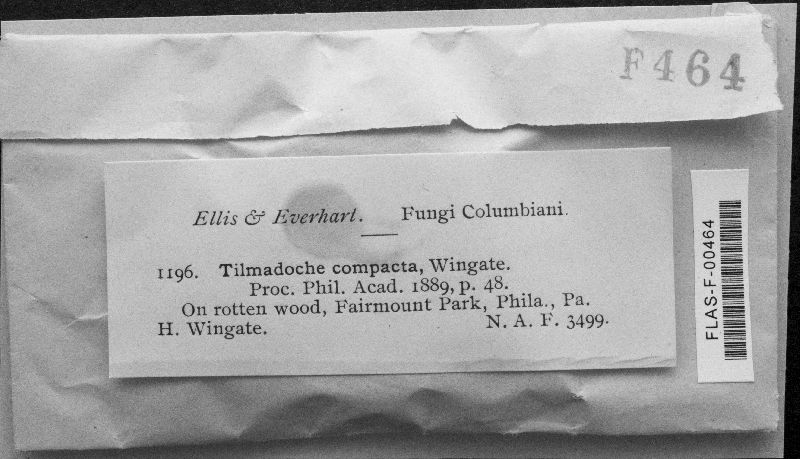 F464
Ellis & Everhart. Fungi Columbiani.
1196. Tilmadoche compacta, Wingate.
Proc. Phil. Acad. 1889, p. 48.
On rotten wood, Fairmount Park, Phila., Pa.
H. Wingate. N. A. F. 3499.
FLAS-F-00464